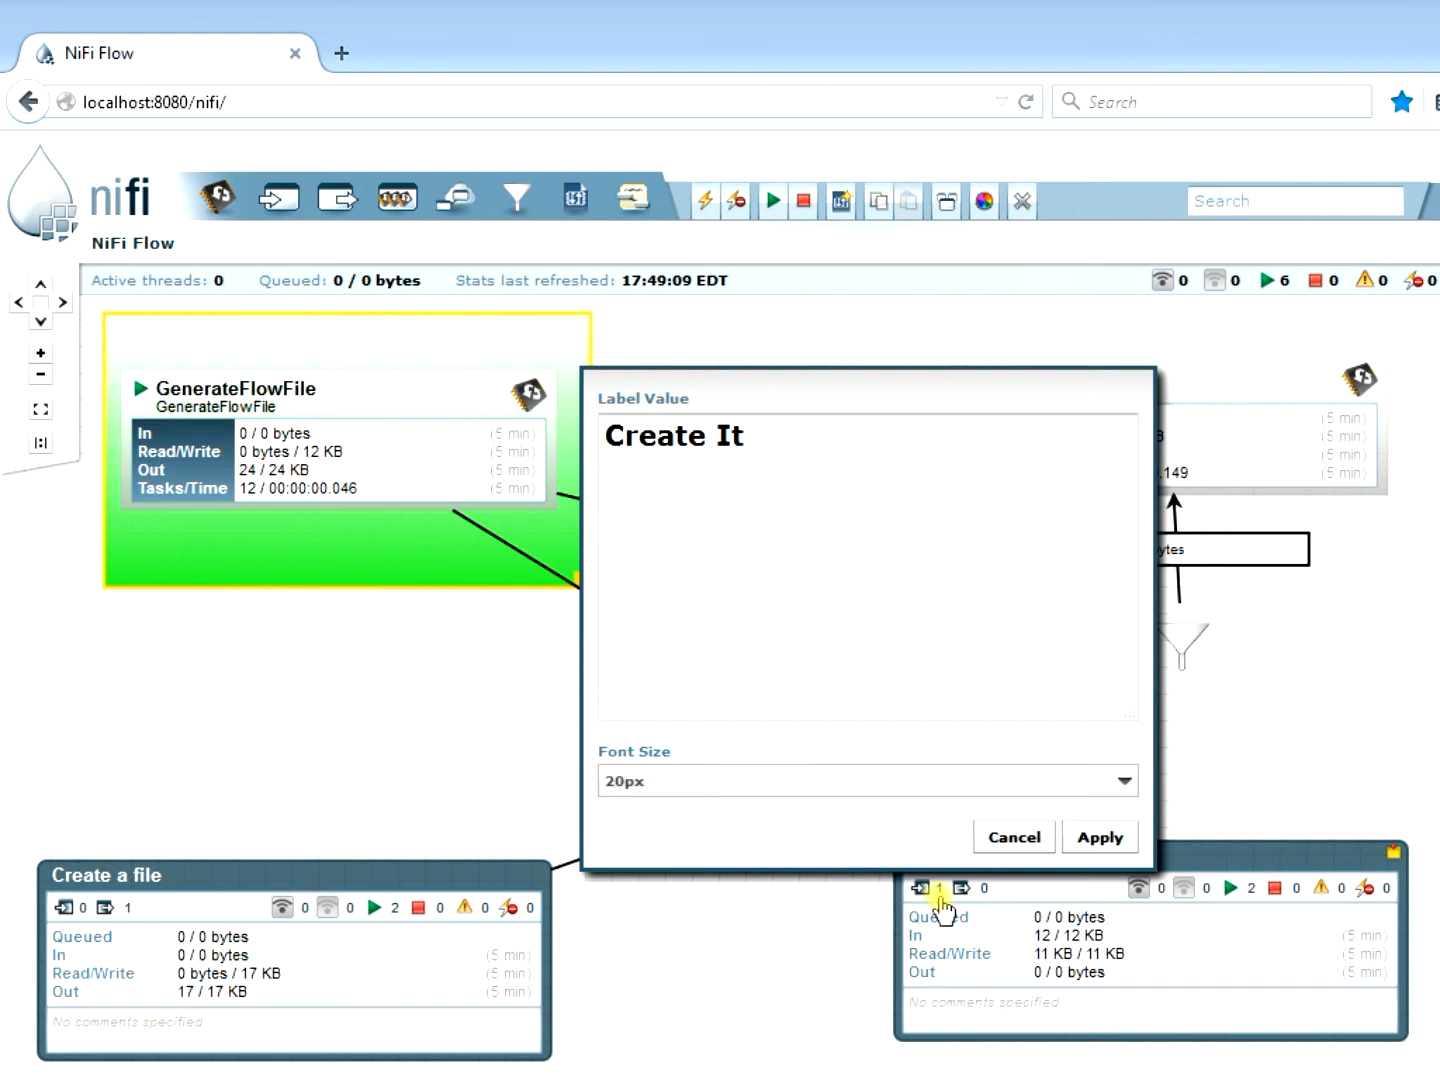 NiFi Flow
localhost:8080/nifi/
Search
nifi
Search
NiFi Flow
Active threads: 0 Queued: 0 / 0 bytes Stats last refreshed: 17:49:09 EDT 0 0 6 0 0 0
GenerateFlowFile
GenerateFlowFile
In 0 / 0 bytes (5 min)
Read/Write 0 bytes / 12 KB (5 min)
Out 24 / 24 KB (5 min)
Tasks/Time 12 / 00:00:00.046 (5 min)
Label Value
Create It
Font Size
20px
Cancel Apply
(5 min)
(5 min)
(5 min)
.149 (5 min)
ytes
Create a file
0 1 0 0 2 0 0 0
Queued 0 / 0 bytes
In 0 / 0 bytes (5 min)
Read/Write 0 bytes / 17 KB (5 min)
Out 17 / 17 KB (5 min)
No comments specified
1 0 0 0 2 0 0 0
Queued 0 / 0 bytes
In 12 / 12 KB (5 min)
Read/Write 11 KB / 11 KB (5 min)
Out 0 / 0 bytes (5 min)
No comments specified